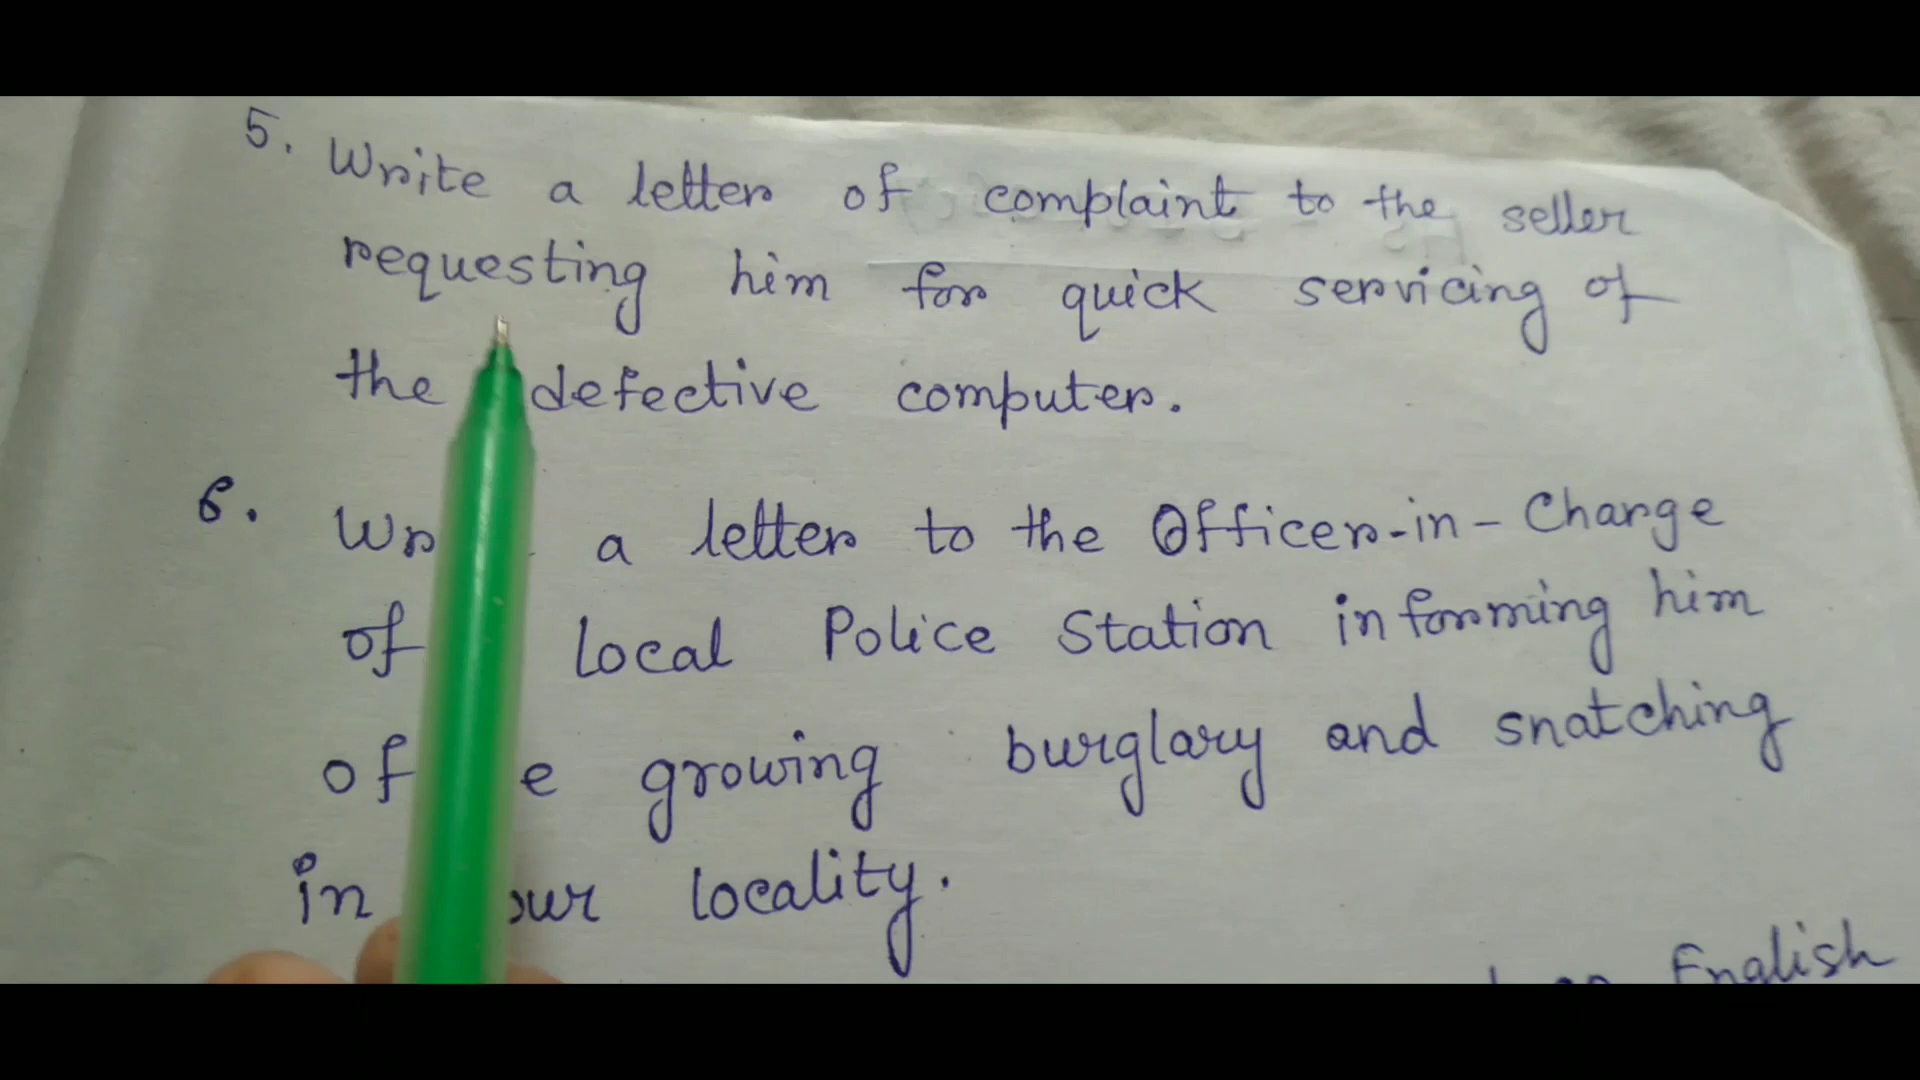 5. Write a letter of complaint to the seller
requesting him for quick servicing of
the defective computer.
6. a letter to the Officer-in-Charge
of local Police Station informing him
of growing burglary and snatching
in locality.
English